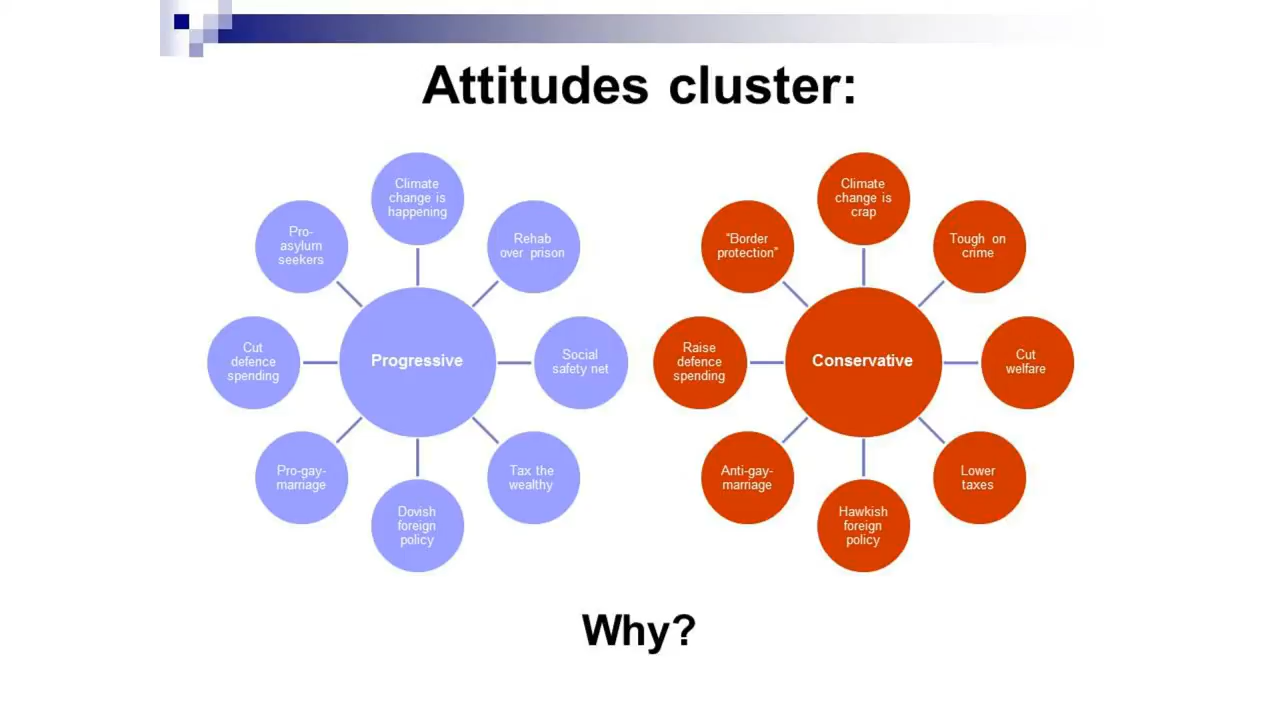 Attitudes cluster:
Climate
change is
happening
Rehab
over prison
Social
safety net
Tax the
wealthy
Dovish
foreign
policy
Pro-gay-
marriage
Cut
defence
spending
Pro-
asylum
seekers
Progressive
Climate
change is
crap
Tough on
crime
Cut
welfare
Lower
taxes
Hawkish
foreign
policy
Anti-gay-
marriage
Raise
defence
spending
"Border
protection"
Conservative
Why?